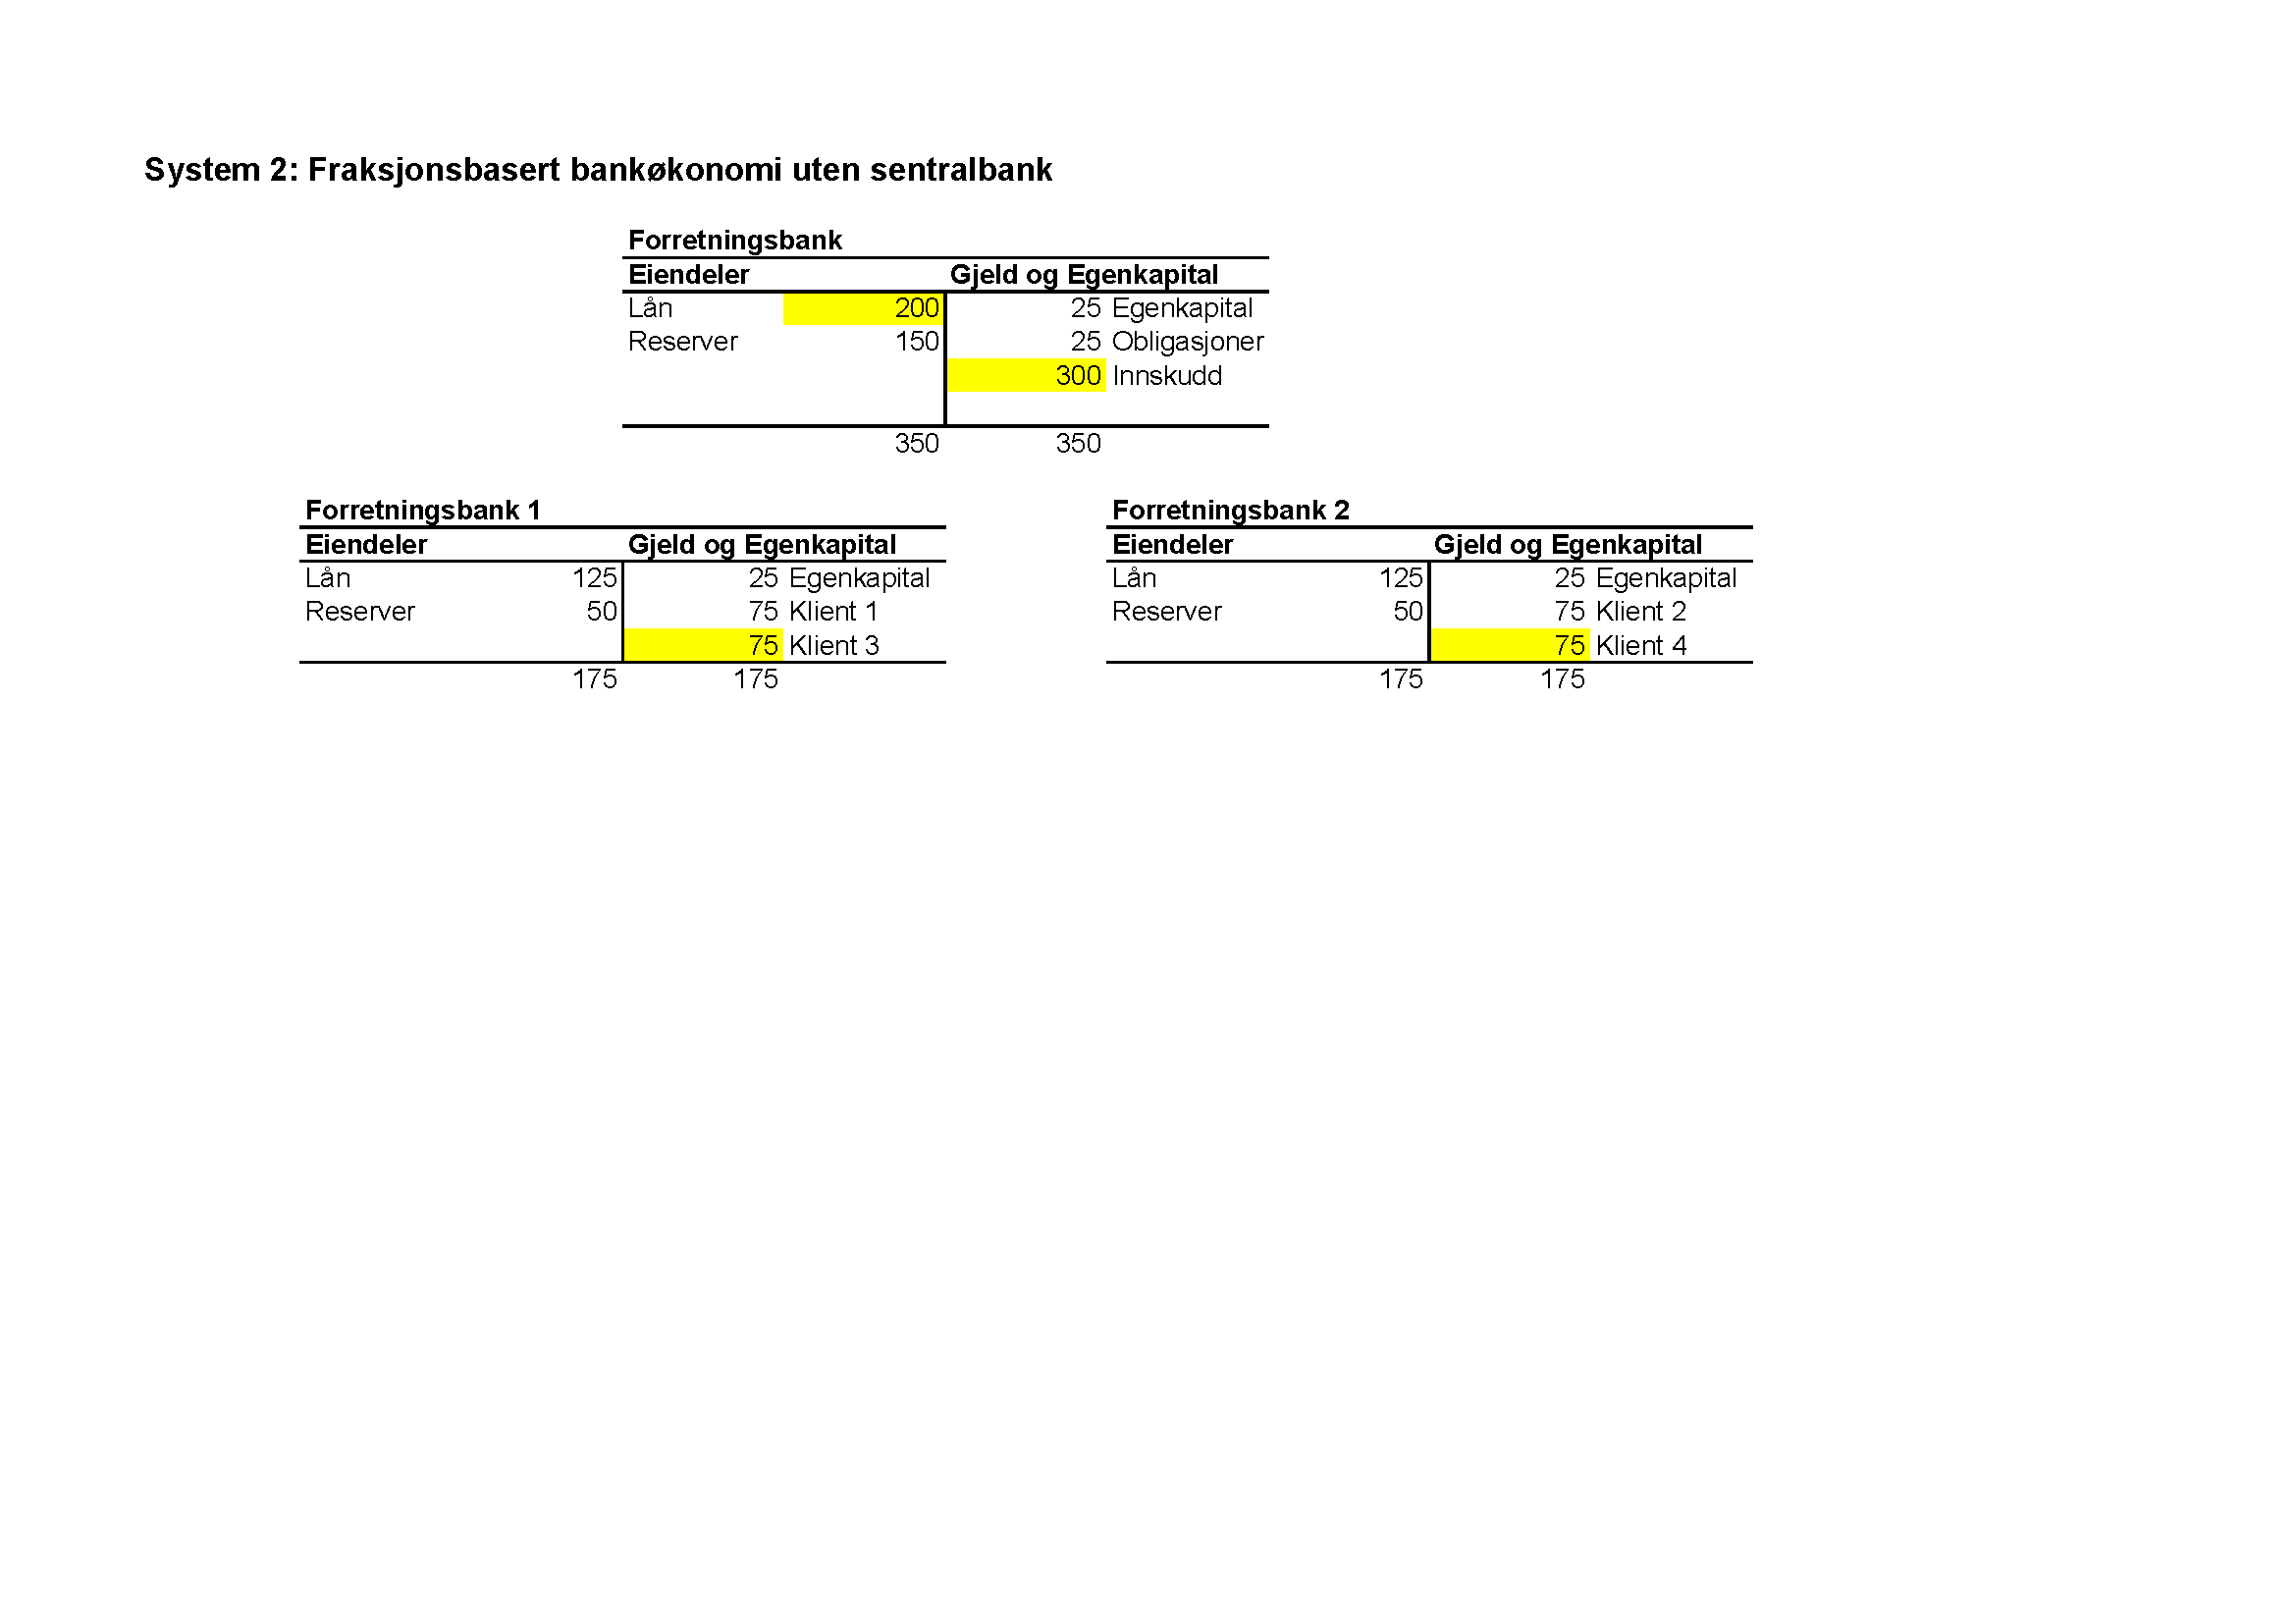 System 2: Fraksjonsbasert bankøkonomi uten sentralbank
Forretningsbank
Eiendeler Gjeld og Egenkapital
Lån 200 25 Egenkapital
Reserver 150 25 Obligasjoner
300 Innskudd
350 350
Forretningsbank 1
Eiendeler Gjeld og Egenkapital
Lån 125 25 Egenkapital
Reserver 50 75 Klient 1
75 Klient 3
175 175
Forretningsbank 2
Eiendeler Gjeld og Egenkapital
Lån 125 25 Egenkapital
Reserver 50 75 Klient 2
75 Klient 4
175 175